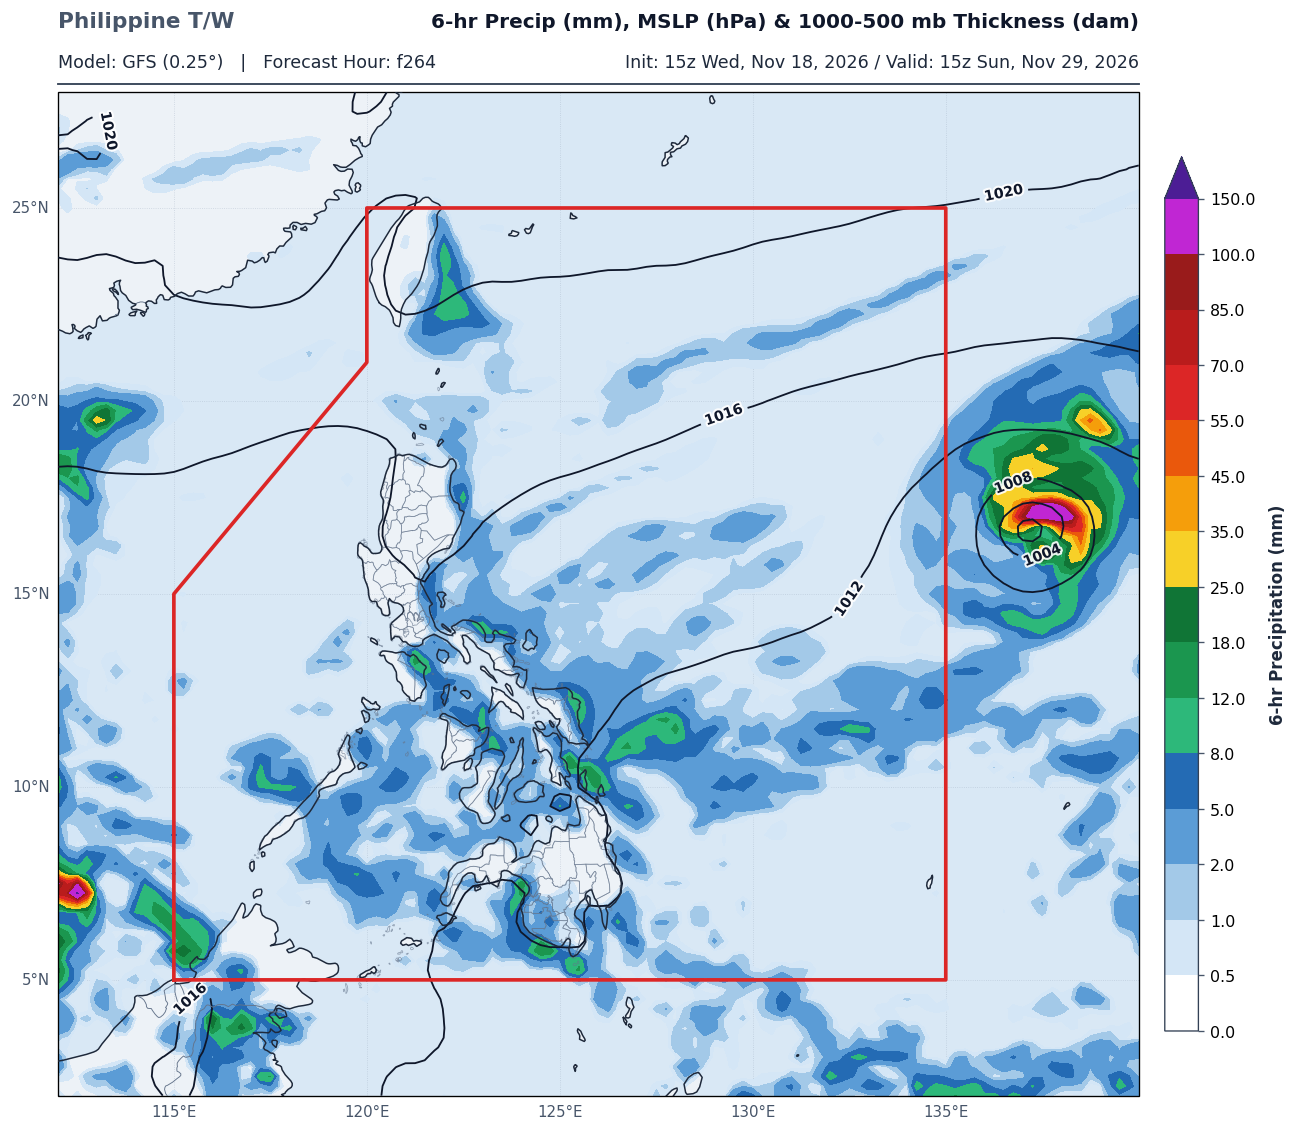 Philippine T/W
6-hr Precip (mm), MSLP (hPa) & 1000-500 mb Thickness (dam)
Model: GFS (0.25°) | Forecast Hour: f264
Init: 15z Wed, Nov 18, 2026 / Valid: 15z Sun, Nov 29, 2026
1020
1020
1016
1008
1004
1012
1016
25°N
20°N
15°N
10°N
5°N
115°E
120°E
125°E
130°E
135°E
150.0
100.0
85.0
70.0
55.0
45.0
35.0
25.0
18.0
12.0
8.0
5.0
2.0
1.0
0.5
0.0
6-hr Precipitation (mm)